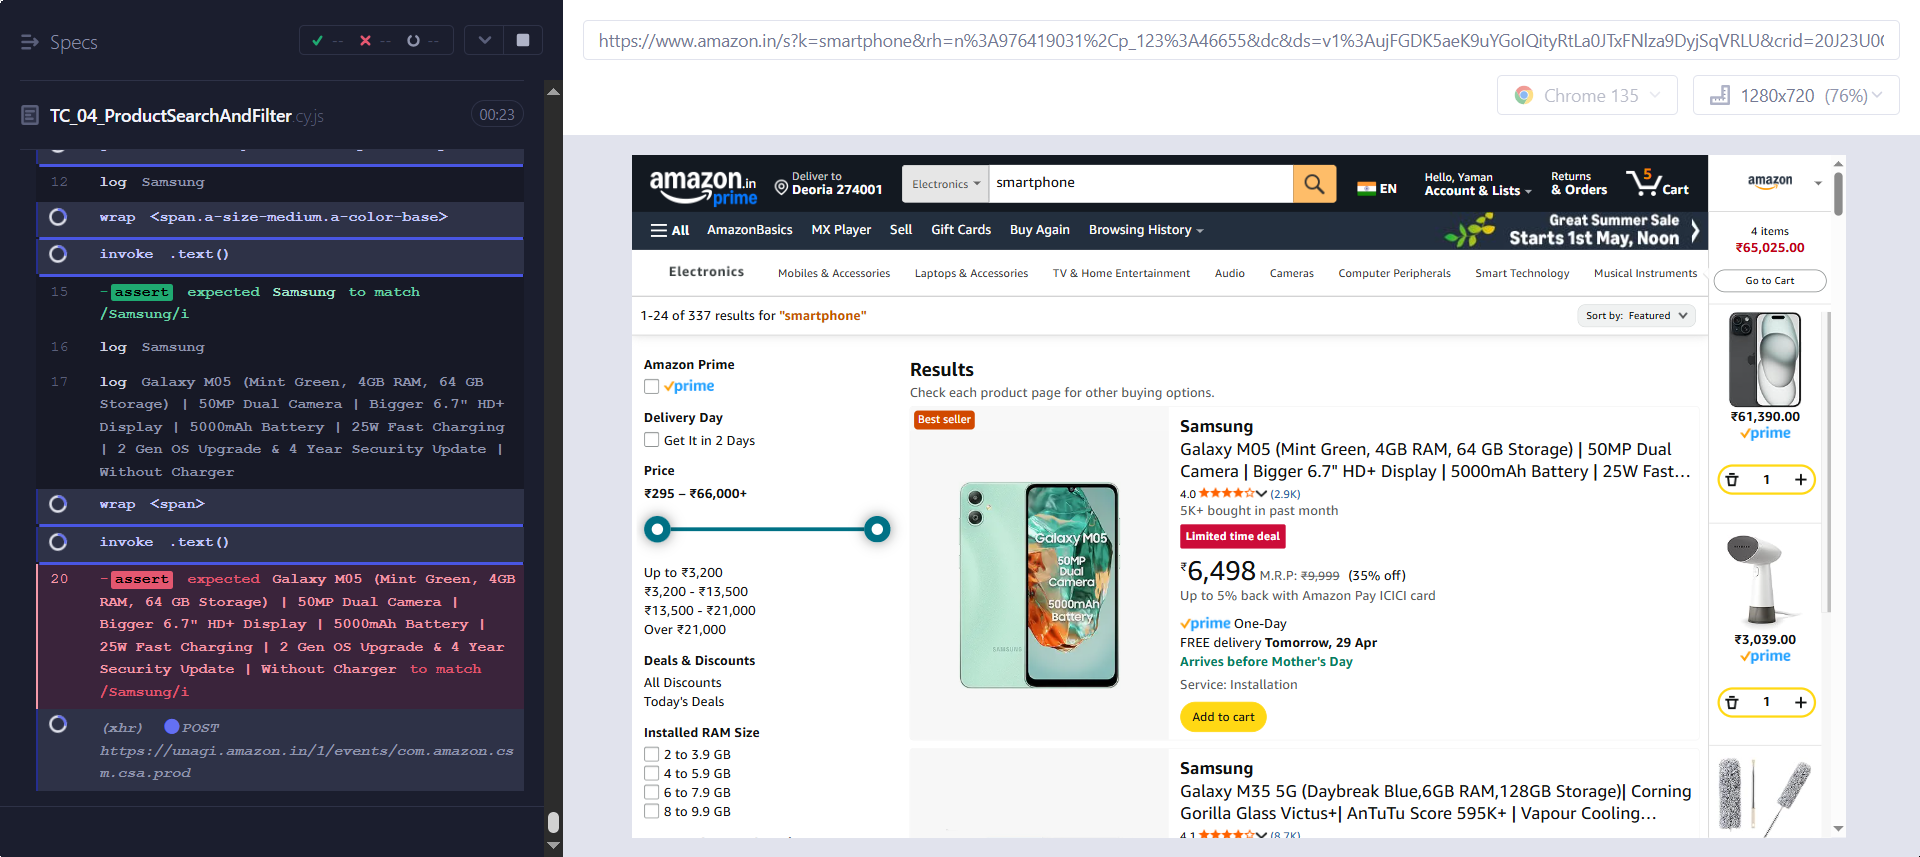 Specs
-- -- --
TC_04_ProductSearchAndFilter.cy.js 00:23
12 log Samsung
wrap <span.a-size-medium.a-color-base>
invoke .text()
15 -assert expected Samsung to match
/Samsung/i
16 log Samsung
17 log Galaxy M05 (Mint Green, 4GB RAM, 64 GB
Storage) | 50MP Dual Camera | Bigger 6.7" HD+
Display | 5000mAh Battery | 25W Fast Charging
| 2 Gen OS Upgrade & 4 Year Security Update |
Without Charger
wrap <span>
invoke .text()
20 -assert expected Galaxy M05 (Mint Green, 4GB
RAM, 64 GB Storage) | 50MP Dual Camera |
Bigger 6.7" HD+ Display | 5000mAh Battery |
25W Fast Charging | 2 Gen OS Upgrade & 4 Year
Security Update | Without Charger to match
/Samsung/i
(xhr) POST
https://unagi.amazon.in/1/events/com.amazon.cs
m.csa.prod
https://www.amazon.in/s?k=smartphone&rh=n%3A976419031%2Cp_123%3A46655&dc&ds=v1%3AujFGDK5aeK9uYGoIQityRtLa0JTxFNlza9DyjSqVRLU&crid=20J23U0
Chrome 135
1280x720 (76%)
amazon.in
prime
Deliver to
Deoria 274001
Electronics
smartphone
EN
Hello, Yaman
Account & Lists
Returns
& Orders
5
Cart
All
AmazonBasics
MX Player
Sell
Gift Cards
Buy Again
Browsing History
Great Summer Sale
Starts 1st May, Noon
Electronics
Mobiles & Accessories
Laptops & Accessories
TV & Home Entertainment
Audio
Cameras
Computer Peripherals
Smart Technology
Musical Instruments
1-24 of 337 results for "smartphone"
Sort by: Featured
Amazon Prime
prime
Delivery Day
Get It in 2 Days
Price
₹295 – ₹66,000+
Up to ₹3,200
₹3,200 - ₹13,500
₹13,500 - ₹21,000
Over ₹21,000
Deals & Discounts
All Discounts
Today's Deals
Installed RAM Size
2 to 3.9 GB
4 to 5.9 GB
6 to 7.9 GB
8 to 9.9 GB
Results
Check each product page for other buying options.
Best seller
Galaxy M05
50MP
Dual
Camera
5000mAh
Battery
SAMSUNG
Samsung
Galaxy M05 (Mint Green, 4GB RAM, 64 GB Storage) | 50MP Dual
Camera | Bigger 6.7" HD+ Display | 5000mAh Battery | 25W Fast...
4.0 (2.9K)
5K+ bought in past month
Limited time deal
₹6,498 M.R.P: ₹9,999 (35% off)
Up to 5% back with Amazon Pay ICICI card
prime One-Day
FREE delivery Tomorrow, 29 Apr
Arrives before Mother's Day
Service: Installation
Add to cart
Samsung
Galaxy M35 5G (Daybreak Blue,6GB RAM,128GB Storage)| Corning
Gorilla Glass Victus+| AnTuTu Score 595K+ | Vapour Cooling...
4.1 (8.7K)
amazon
4 items
₹65,025.00
Go to Cart
₹61,390.00
prime
1
₹3,039.00
prime
1